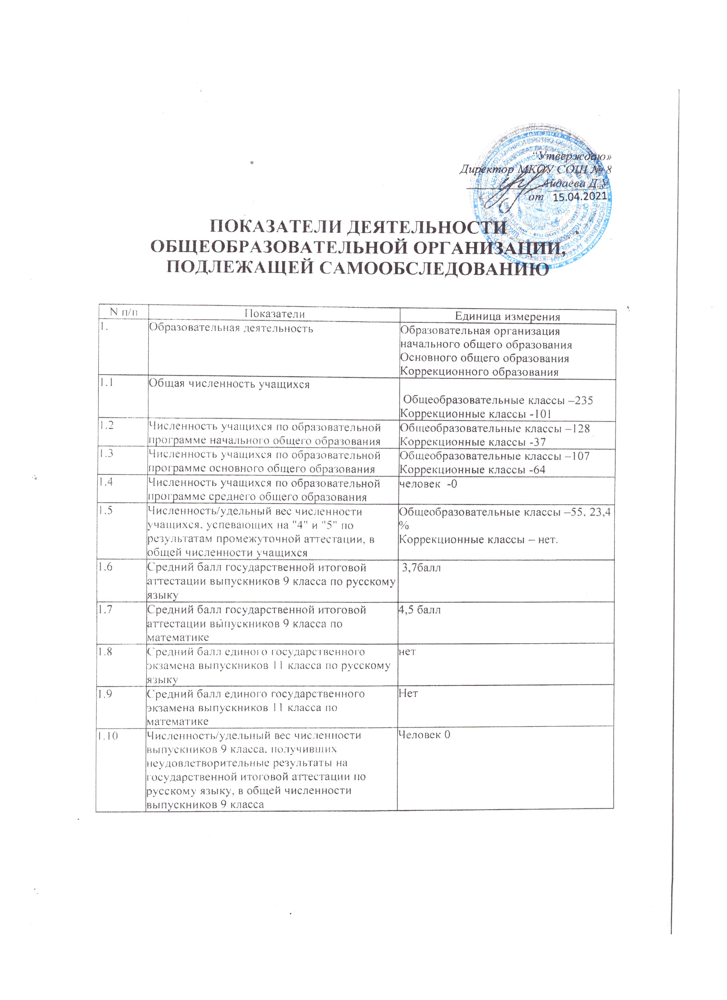 “Утверждаю»
Директор МКОУ СОШ № 8
Айдаева Д.У
от 15.04.2021
ПОКАЗАТЕЛИ ДЕЯТЕЛЬНОСТИ
ОБЩЕОБРАЗОВАТЕЛЬНОЙ ОРГАНИЗАЦИИ,
ПОДЛЕЖАЩЕЙ САМООБСЛЕДОВАНИЮ
N п/п
Показатели
Единица измерения
1.
Образовательная деятельность
Образовательная организация
начального общего образования
Основного общего образования
Коррекционного образования
1.1
Общая численность учащихся
Общеобразовательные классы –235
Коррекционные классы -101
1.2
Численность учащихся по образовательной
программе начального общего образования
Общеобразовательные классы –128
Коррекционные классы -37
1.3
Численность учащихся по образовательной
программе основного общего образования
Общеобразовательные классы –107
Коррекционные классы -64
1.4
Численность учащихся по образовательной
программе среднего общего образования
человек -0
1.5
Численность/удельный вес численности
учащихся, успевающих на "4" и "5" по
результатам промежуточной аттестации, в
общей численности учащихся
Общеобразовательные классы –55, 23,4
%
Коррекционные классы – нет.
1.6
Средний балл государственной итоговой
аттестации выпускников 9 класса по русскому
языку
3,7балл
1.7
Средний балл государственной итоговой
аттестации выпускников 9 класса по
математике
4,5 балл
1.8
Средний балл единого государственного
экзамена выпускников 11 класса по русскому
языку
нет
1.9
Средний балл единого государственного
экзамена выпускников 11 класса по
математике
Нет
1.10
Численность/удельный вес численности
выпускников 9 класса, получивших
неудовлетворительные результаты на
государственной итоговой аттестации по
русскому языку, в общей численности
выпускников 9 класса
Человек 0